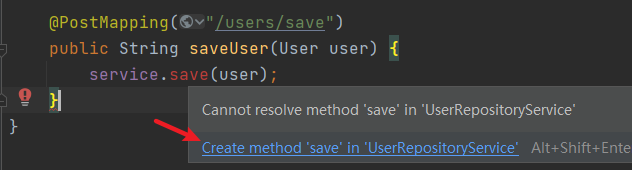 @PostMapping("/users/save")
public String saveUser(User user) {
service.save(user);
}
}
Cannot resolve method 'save' in 'UserRepositoryService'
Create method 'save' in 'UserRepositoryService' Alt+Shift+Ente